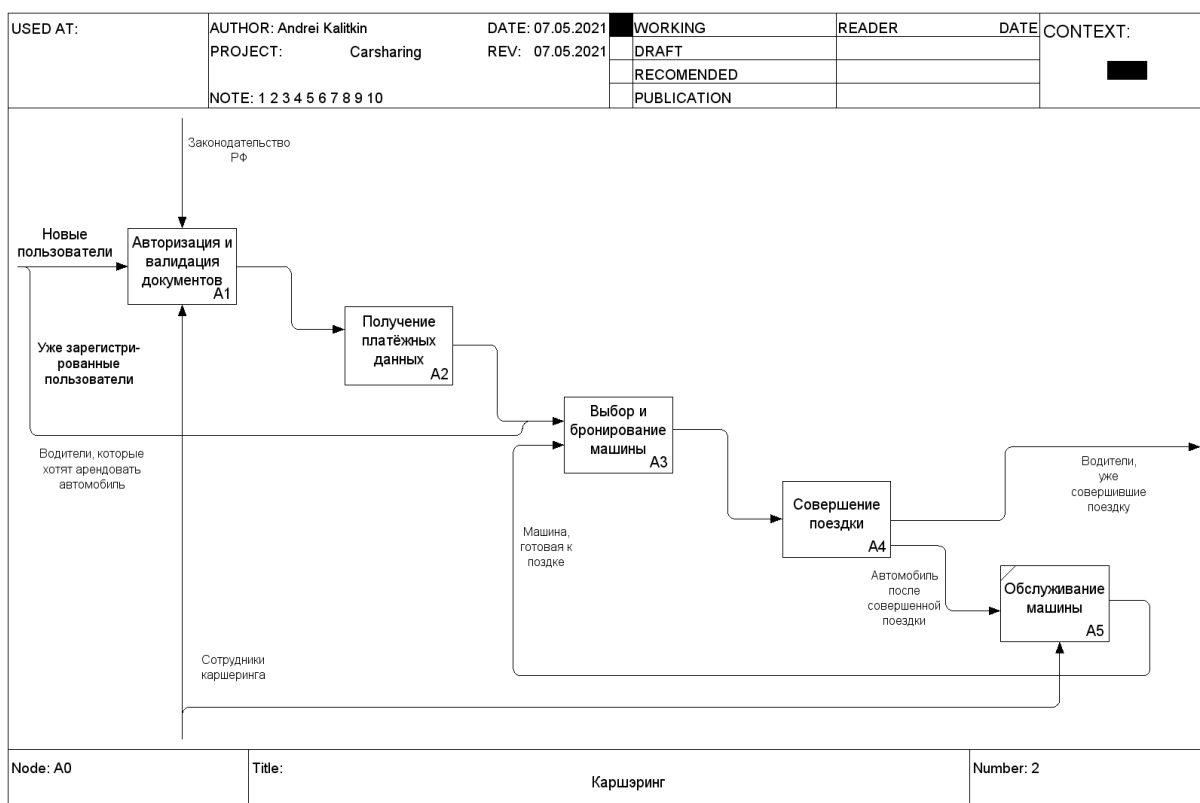 USED AT:
AUTHOR: Andrei Kalitkin
DATE: 07.05.2021
PROJECT: Carsharing
REV: 07.05.2021
NOTE: 1 2 3 4 5 6 7 8 9 10
WORKING
DRAFT
RECOMENDED
PUBLICATION
READER
DATE
CONTEXT:
Законодательство
РФ
Новые
пользователи
Авторизация и
валидация
документов
A1
Уже зарегистри-
рованные
пользователи
Получение
платёжных
данных
A2
Выбор и
бронирование
машины
A3
Водители, которые
хотят арендовать
автомобиль
Водители,
уже
совершившие
поездку
Совершение
поездки
A4
Машина,
готовая к
поздке
Автомобиль
после
совершенной
поездки
Обслуживание
машины
A5
Сотрудники
каршеринга
Node: A0
Title:
Каршэринг
Number: 2